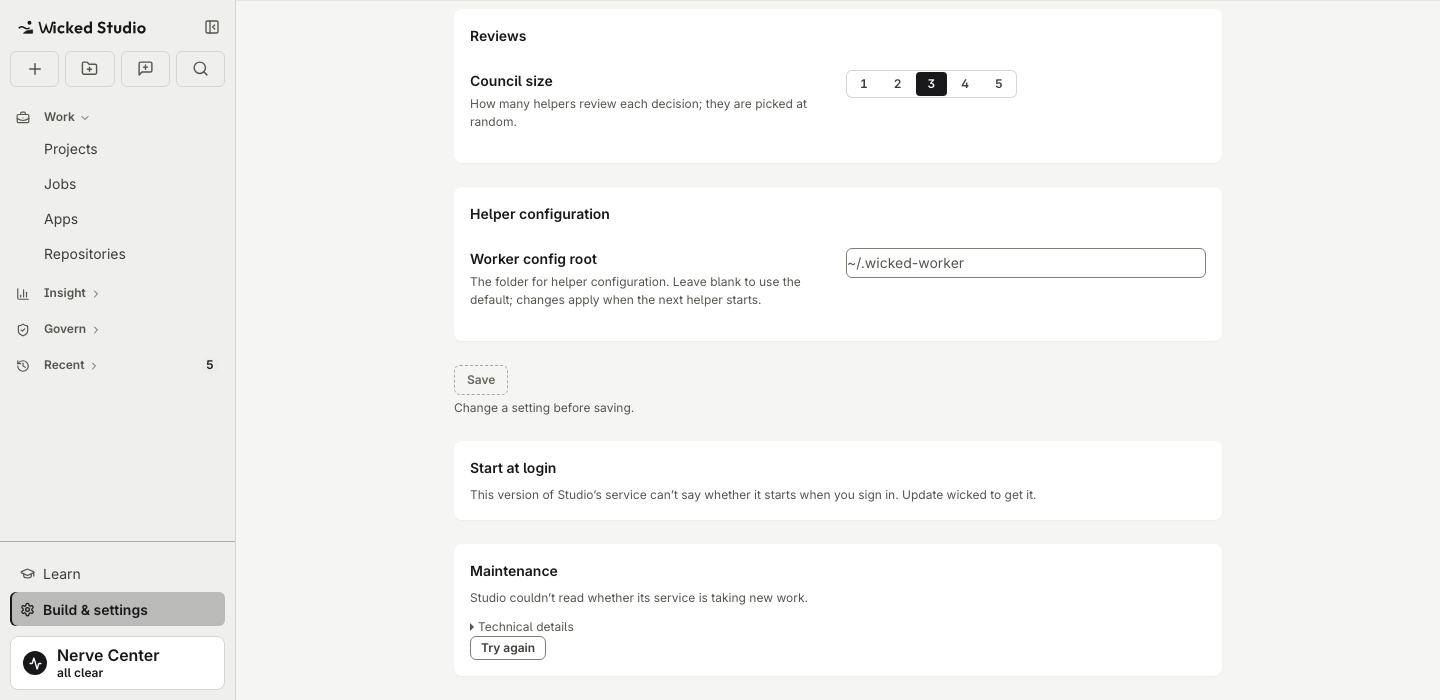 Wicked Studio
Work
Projects
Jobs
Apps
Repositories
Insight
Govern
Recent
5
Learn
Build & settings
Nerve Center
all clear
Reviews
Council size
How many helpers review each decision; they are picked at
random.
1 2 3 4 5
Helper configuration
Worker config root
The folder for helper configuration. Leave blank to use the
default; changes apply when the next helper starts.
~/.wicked-worker
Save
Change a setting before saving.
Start at login
This version of Studio’s service can’t say whether it starts when you sign in. Update wicked to get it.
Maintenance
Studio couldn’t read whether its service is taking new work.
Technical details
Try again